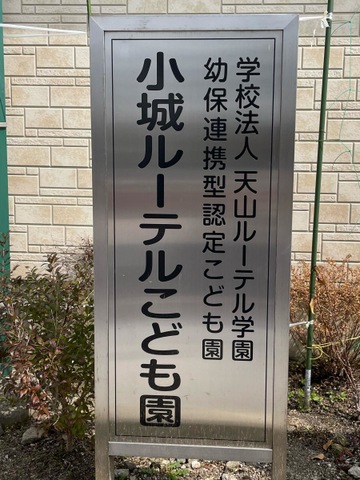 学校法人 天山ルーテル学園
幼保連携型認定こども園
小城ルーテルこども園